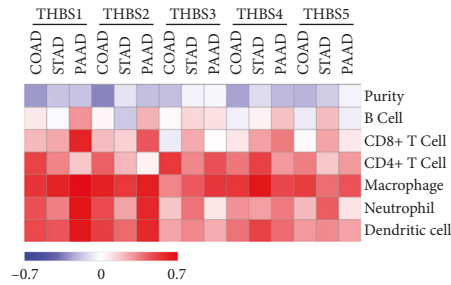 THBS1 THBS2 THBS3 THBS4 THBS5
COAD STAD PAAD COAD STAD PAAD COAD STAD PAAD COAD STAD PAAD COAD STAD PAAD
Purity
B Cell
CD8+ T Cell
CD4+ T Cell
Macrophage
Neutrophil
Dendritic cell
−0.7 0 0.7